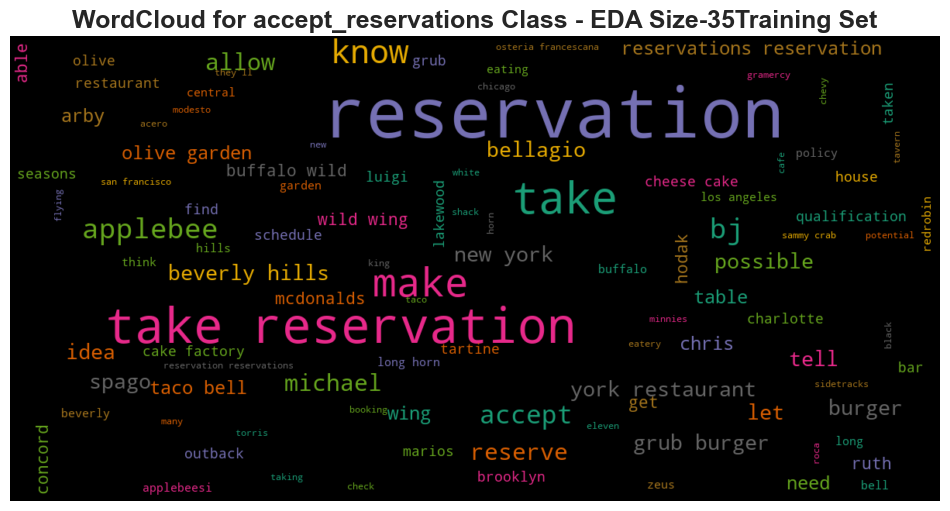 WordCloud for accept_reservations Class - EDA Size-35Training Set
able
olive
allow
they ll
know
grub
osteria francescana
reservations reservation
restaurant
central
eating
chicago
gramercy
chevy
taken
arby
modesto
acero
reservation
new
olive garden
bellagio
policy
tavern
cafe
seasons
san francisco
buffalo wild
garden
luigi
white
cheese cake
house
flying
find
wild wing
lakewood
shack
horn
take
los angeles
qualification
redrobin
applebee
schedule
hills
bj
sammy crab
potential
think
beverly hills
king
new york
buffalo
hodak
possible
make
mcdonalds
taco
table
take reservation
minnies
charlotte
black
idea
cake factory
reservation reservations
long horn
tartine
eatery
chris
tell
bar
spago
taco bell
michael
york restaurant
sidetracks
beverly
many
booking
wing
accept
eleven
get
let
burger
concord
torris
outback
marios
reserve
grub burger
roca
long
ruth
applebeesi
taking
check
brooklyn
zeus
need
bell